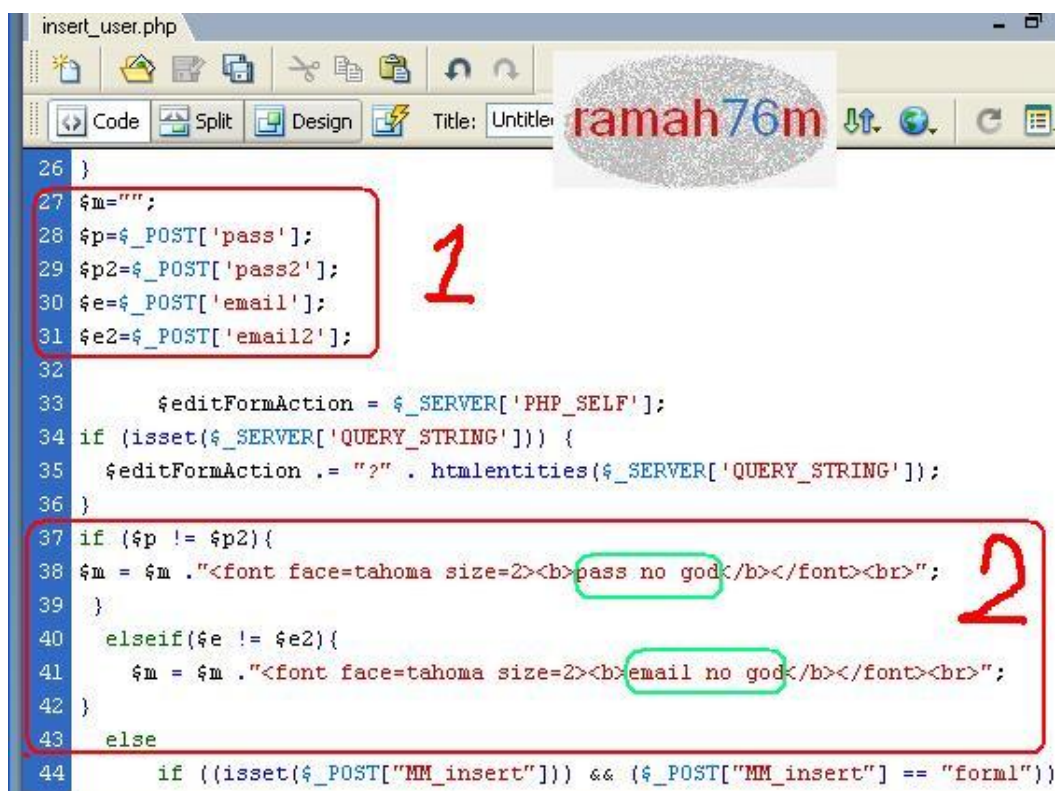 insert_user.php
Code Split Design Title: Untitle
ramah76m
26 }
27 $m="";
28 $p=$_POST['pass'];
29 $p2=$_POST['pass2'];
30 $e=$_POST['email'];
31 $e2=$_POST['email2'];
1
32
33 $editFormAction = $_SERVER['PHP_SELF'];
34 if (isset($_SERVER['QUERY_STRING'])) {
35 $editFormAction .= "?" . htmlentities($_SERVER['QUERY_STRING']);
36 }
37 if ($p != $p2){
38 $m = $m ."<font face=tahoma size=2><b>pass no god</b></font><br>";
39 }
40 elseif($e != $e2){
41 $m = $m ."<font face=tahoma size=2><b>email no god</b></font><br>";
42 }
43 else
2
44 if ((isset($_POST["MM_insert"])) && ($_POST["MM_insert"] == "form1"))